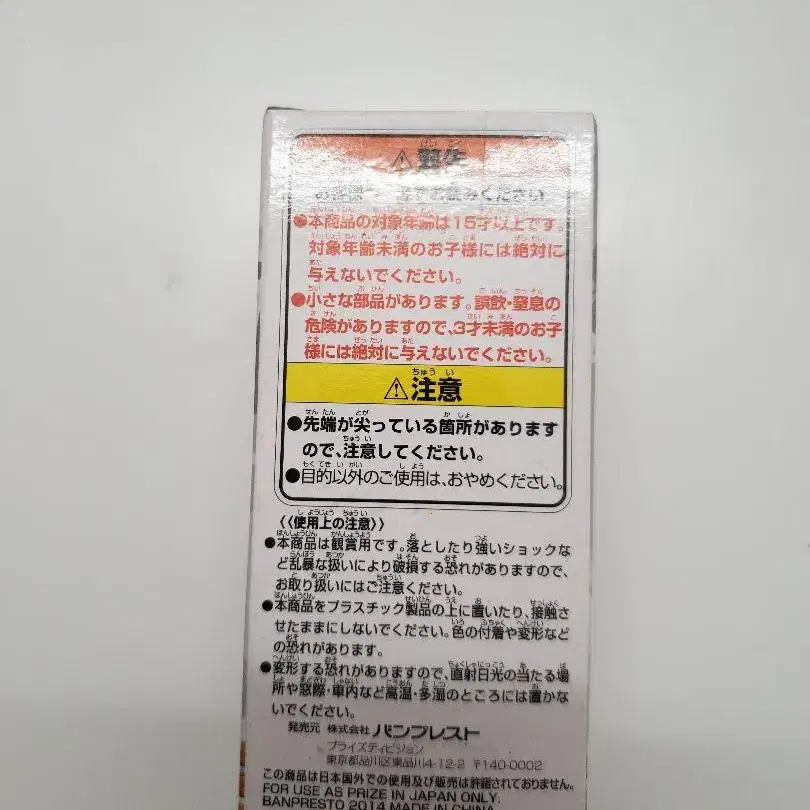 ⚠警告
お読みください
●本商品の対象年齢は15才以上です。
対象年齢未満のお子様には絶対に
与えないでください。
●小さな部品があります。誤飲・窒息の
危険がありますので、3才未満のお子
様には絶対に与えないでください。
⚠注意
●先端が尖っている箇所があります
ので、注意してください。
●目的以外のご使用は、おやめください。
《使用上の注意》
●本商品は観賞用です。落としたり強いショックな
ど乱暴な扱いにより破損する恐れがありますので、
お取り扱いにはご注意ください。
●本商品をプラスチック製品の上に置いたり、接触さ
せたままにしないでください。色の付着や変形など
の恐れがあります。
●変形する恐れがありますので、直射日光の当たる場
所や窓際・車内など高温・多湿のところには置かな
いでください。
発売元 株式会社 バンプレスト
プライズディビジョン
東京都品川区東品川4-12-2 〒140-0002
この商品は日本国外での使用及び販売は許諾されておりません。
FOR USE AS PRIZE IN JAPAN ONLY.
BANPRESTO 2014 MADE IN CHINA